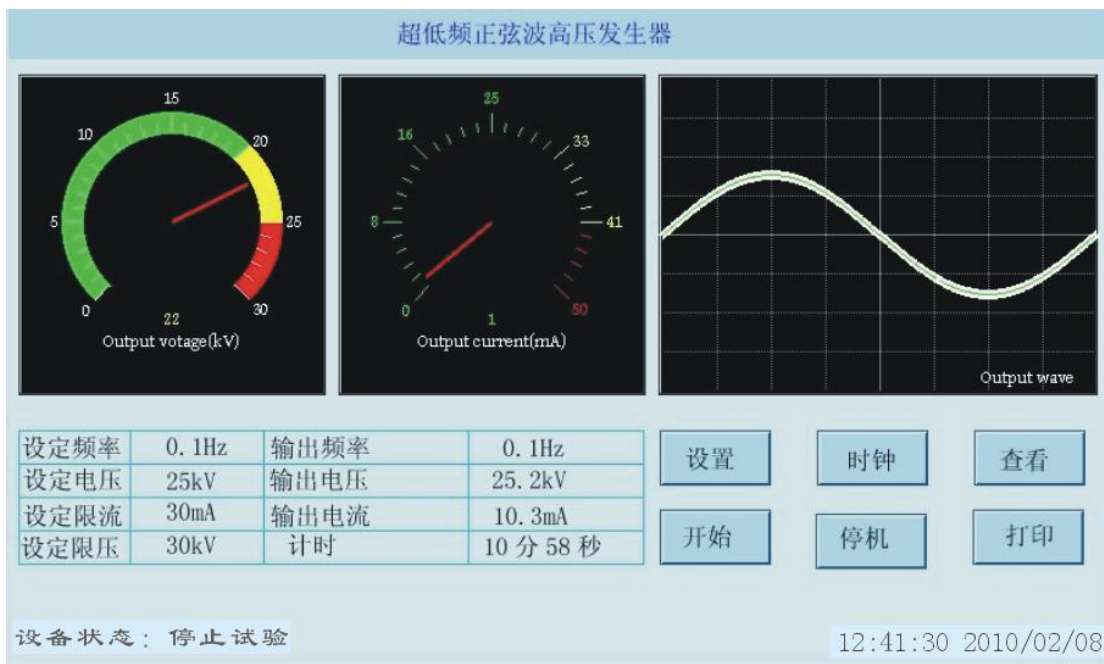 超低频正弦波高压发生器
15
10
20
5
25
0
22
30
Output votage(kV)
25
16
33
8
41
0
1
50
Output current(mA)
Output wave
设定频率 0.1Hz 输出频率 0.1Hz
设定电压 25kV 输出电压 25.2kV
设定限流 30mA 输出电流 10.3mA
设定限压 30kV 计时 10分58秒
设置 时钟 查看
开始 停机 打印
设备状态：停止试验
12:41:30 2010/02/08